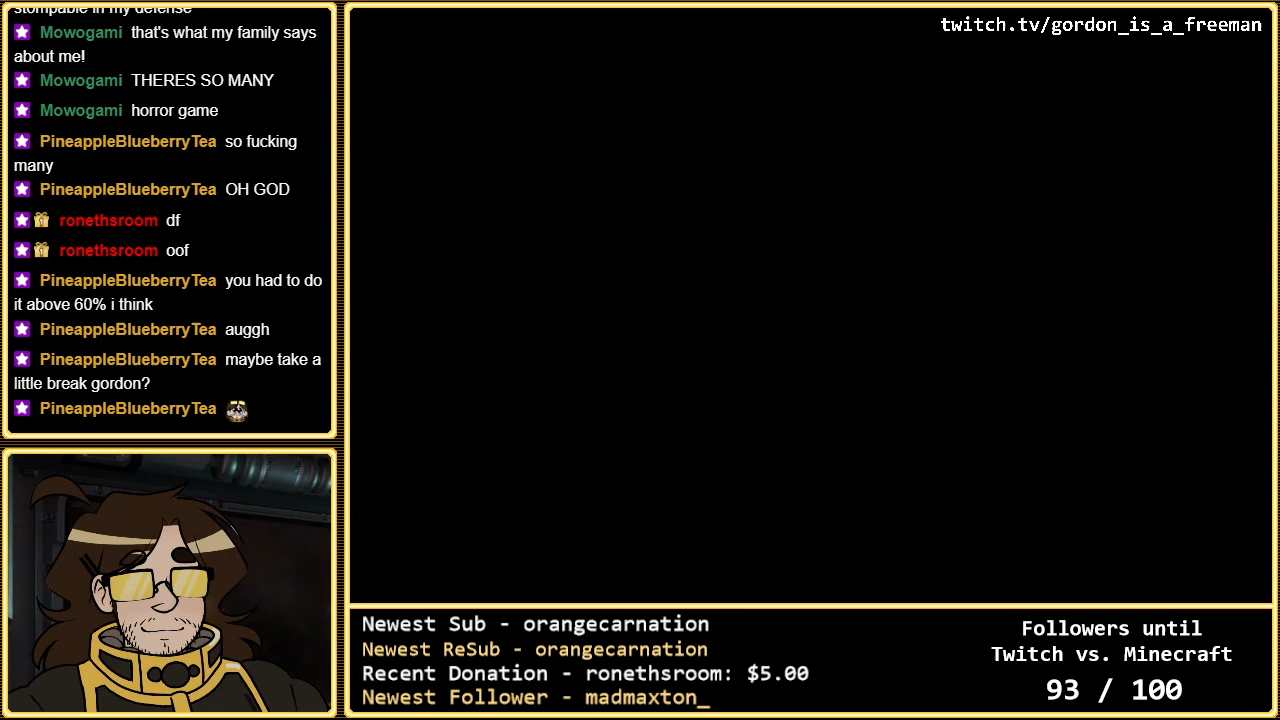 stompable in my defense
Mowogami that's what my family says
about me!
Mowogami THERES SO MANY
Mowogami horror game
PineappleBlueberryTea so fucking
many
PineappleBlueberryTea OH GOD
ronethsroom df
ronethsroom oof
PineappleBlueberryTea you had to do
it above 60% i think
PineappleBlueberryTea auggh
PineappleBlueberryTea maybe take a
little break gordon?
PineappleBlueberryTea
twitch.tv/gordon_is_a_freeman
Newest Sub - orangecarnation
Newest ReSub - orangecarnation
Recent Donation - ronethsroom: $5.00
Newest Follower - madmaxton_
Followers until
Twitch vs. Minecraft
93 / 100